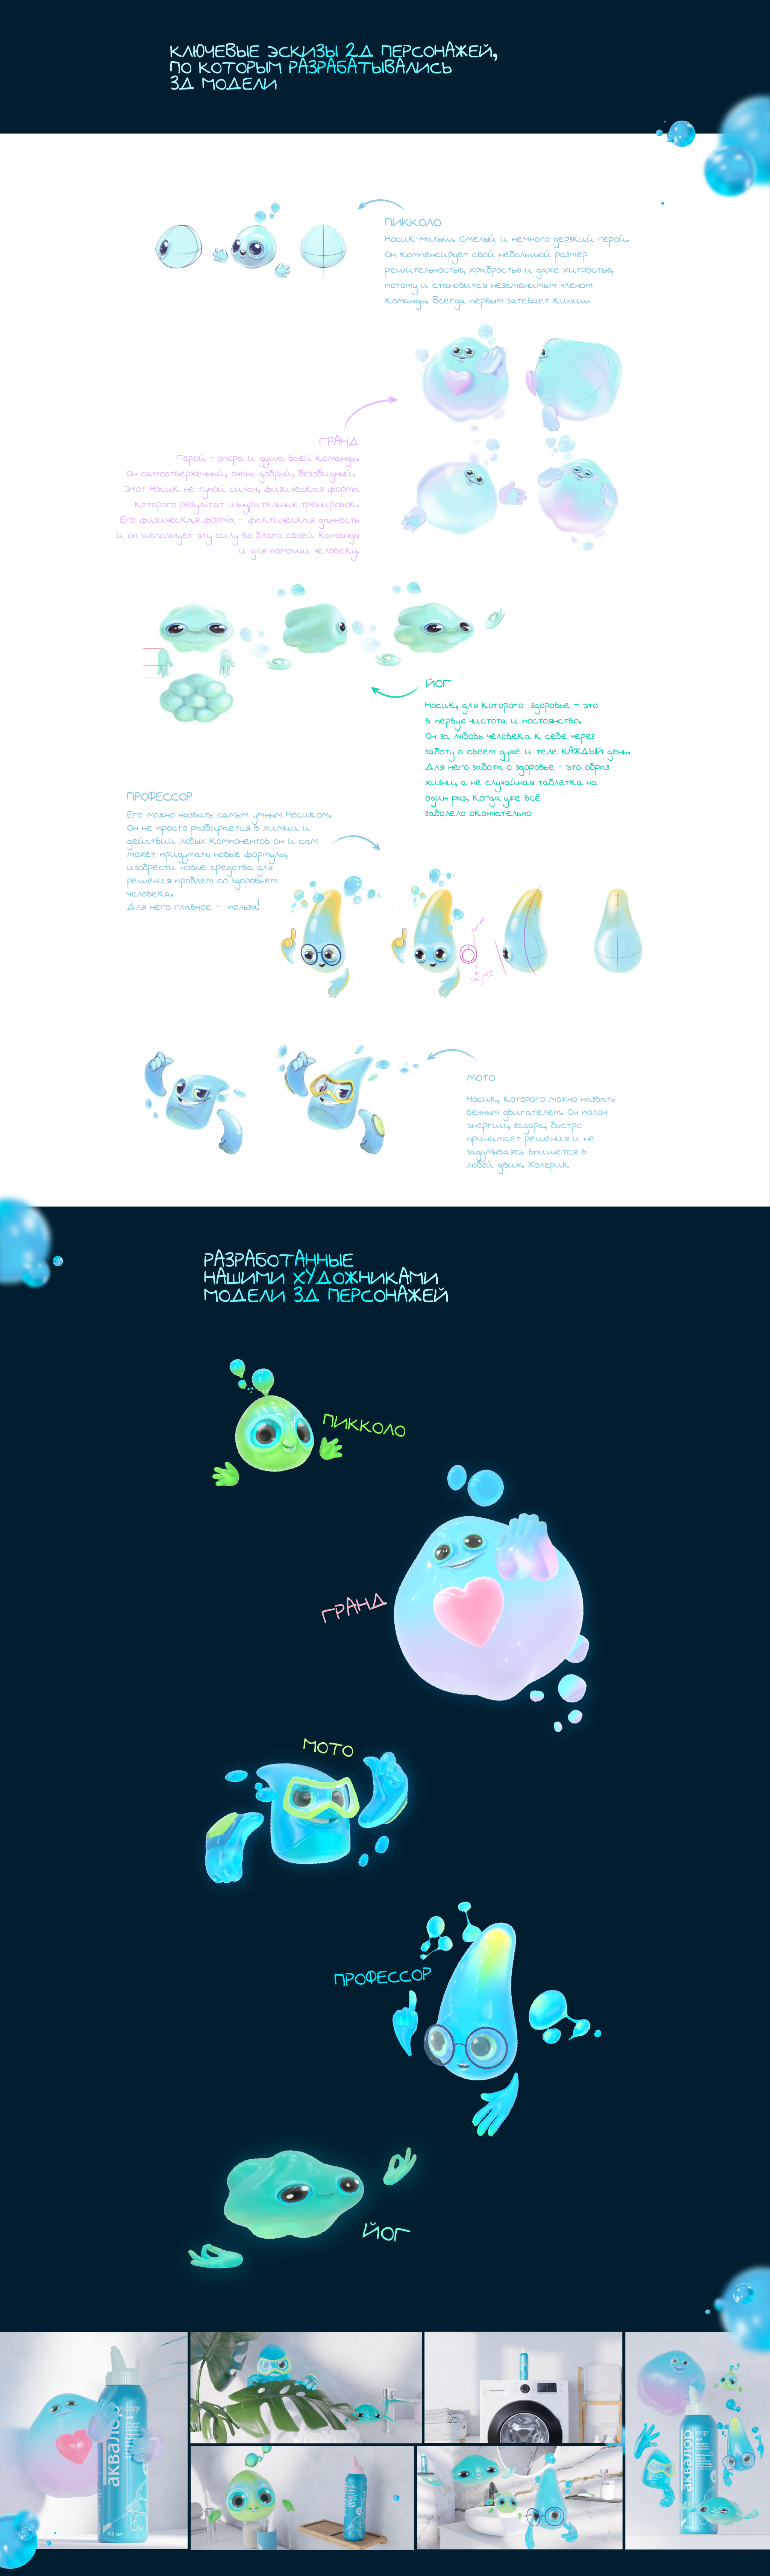 КЛЮЧЕВЫЕ ЭСКИЗЫ 2Д ПЕРСОНАЖЕЙ,
ПО КОТОРЫМ РАЗРАБАТЫВАЛИСЬ
3Д МОДЕЛИ
ПИККОЛО
Носик-малыш. Смелый и немного дерзкий герой.
Он компенсирует свой небольшой размер
решительностью, храбростью и даже хитростью,
потому и становится незаменимым членом
команды. Всегда первым затевает кипиш
ГРАНД
Герой - опора и душа всей команды.
Он самоотверженный, очень добрый, безобидный.
Этот Носик не тупой силач, физическая форма
которого результат изнурительных тренировок.
Его физическая форма - фактическая данность
и он использует эту силу во благо своей команды
и для помощи человеку.
ЙОГ
Носик, для которого здоровье - это
в первую чистота и постоянство.
Он за любовь человека к себе через
заботу о своем духе и теле КАЖДЫЙ день.
Для него забота о здоровье - это образ
жизни, а не случайная таблетка на
один раз, когда уже всё
заболело окончательно
ПРОФЕССОР
Его можно назвать самым умным Носиком.
Он не просто разбирается в химии и
действии любых компонентов он и сам
может придумать новые формулы,
изобрести новые средства для
решения проблем со здоровьем
человека.
Для него главное - польза!
МОТО
Носик, которого можно назвать
вечным двигателем. Он полон
энергии, задора, быстро
принимает решения и не
задумываясь впишется в
любой движ. Холерик
РАЗРАБОТАННЫЕ
НАШИМИ ХУДОЖНИКАМИ
МОДЕЛИ 3Д ПЕРСОНАЖЕЙ
ПИККОЛО
ГРАНД
МОТО
ПРОФЕССОР
ЙОГ
аквалор
софт
аквалор
софт